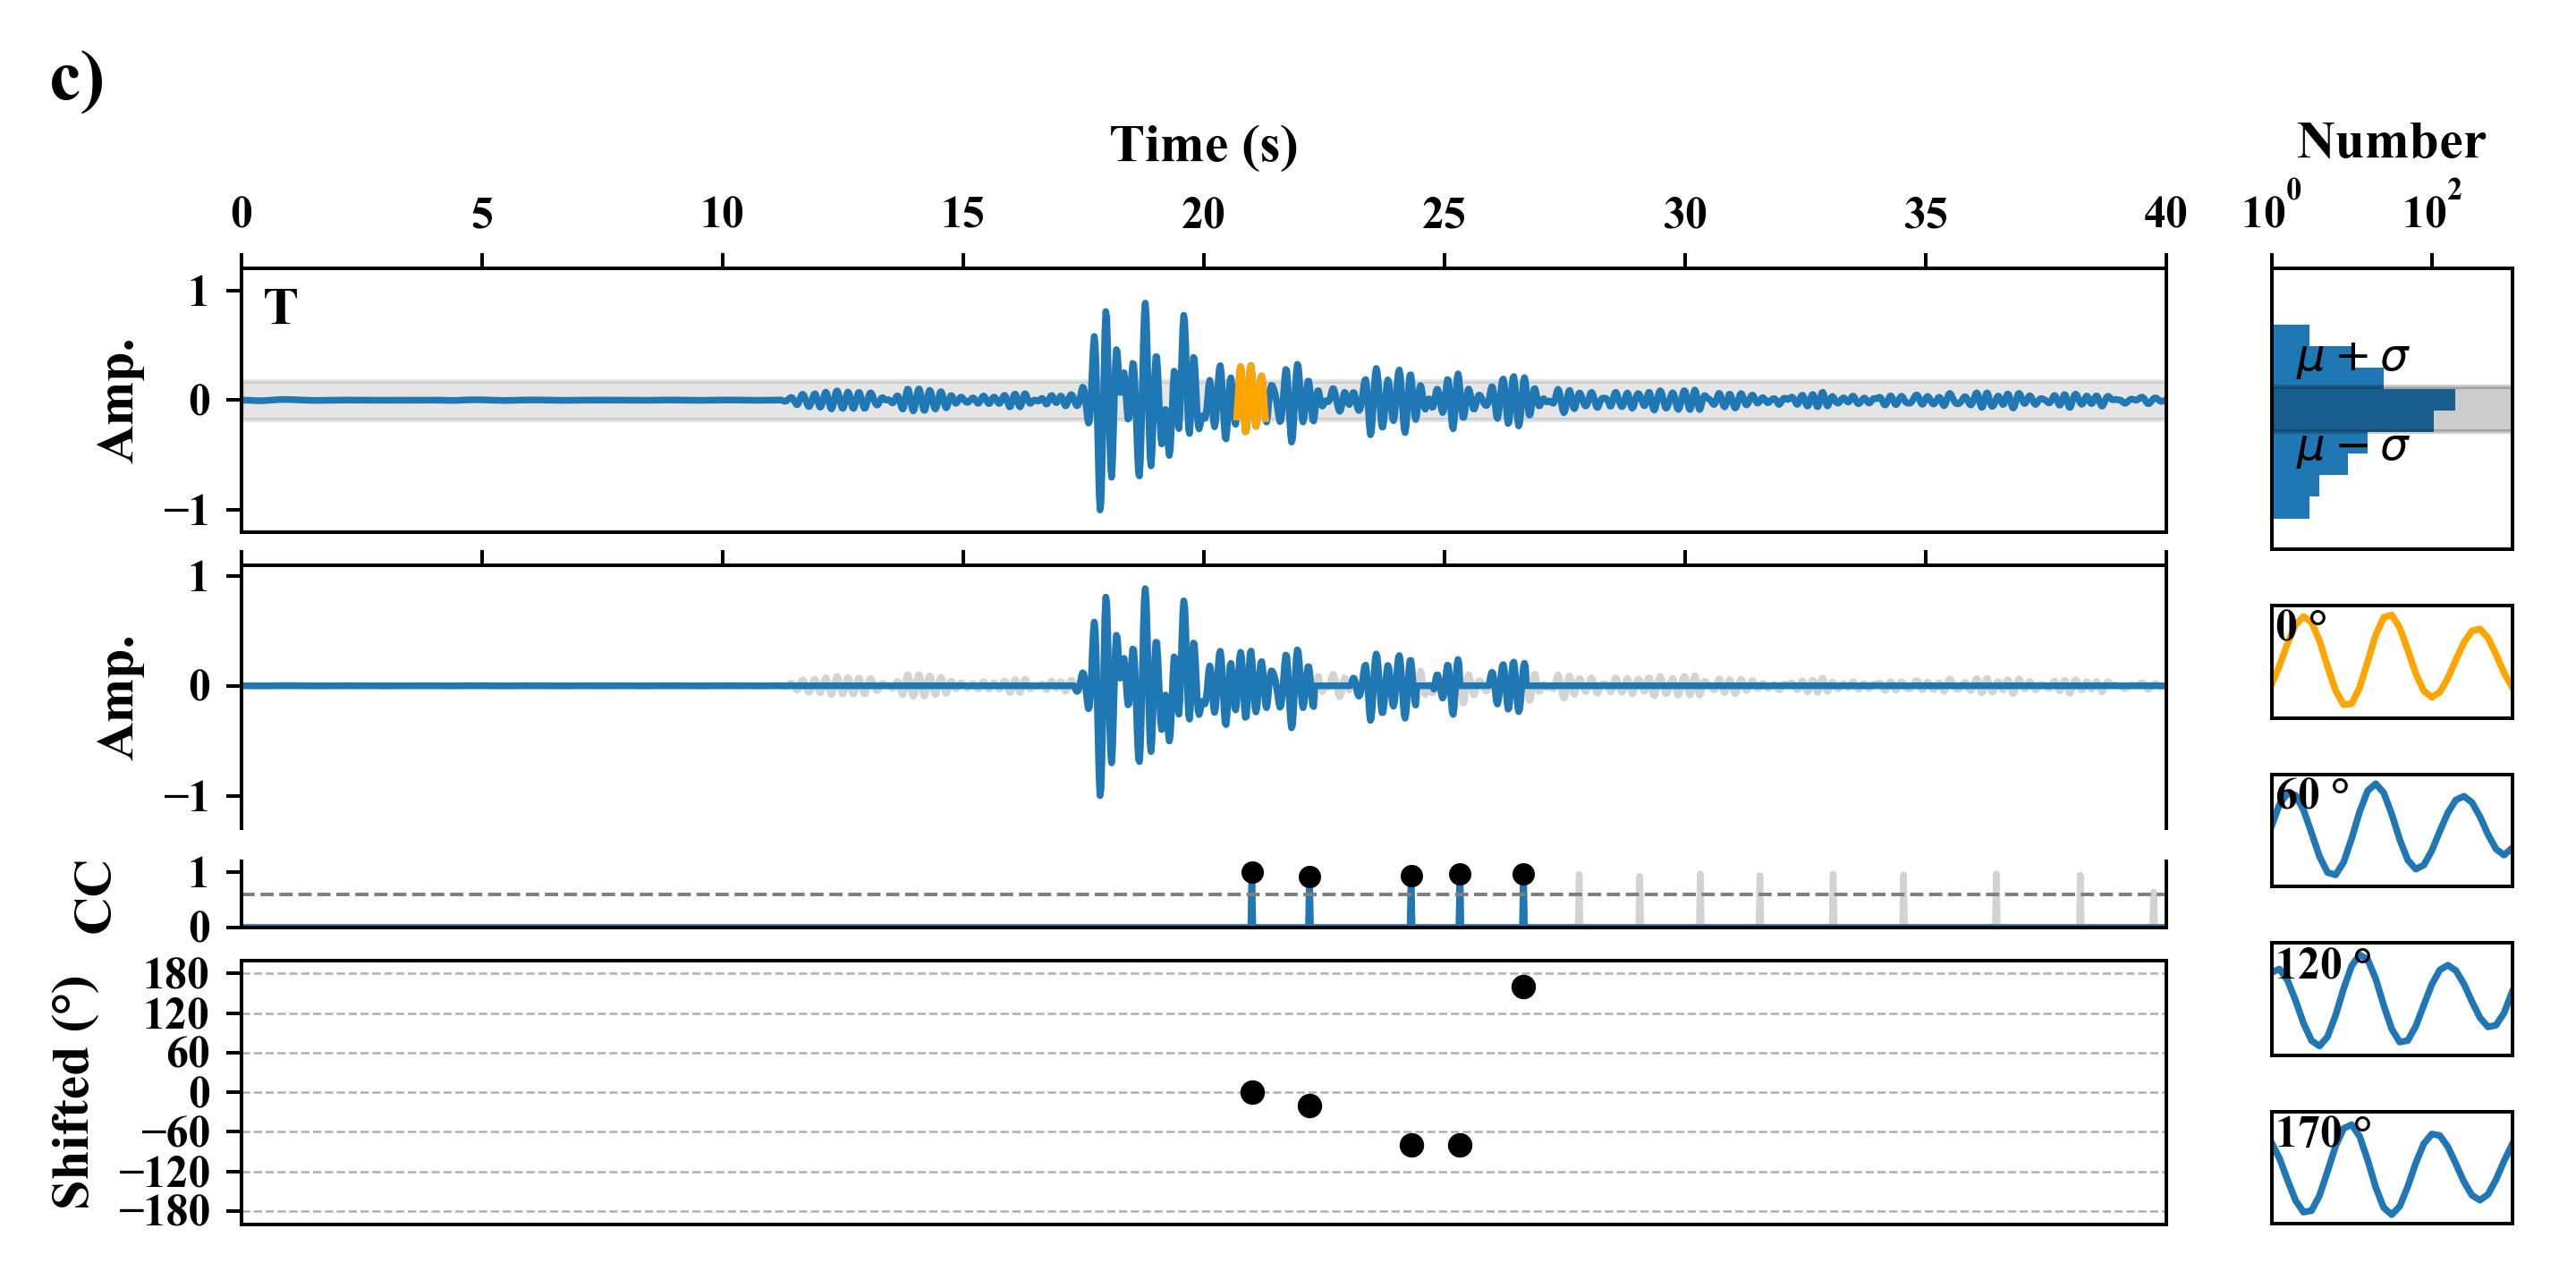 c)
Time (s)
Number
0 5 10 15 20 25 30 35 40
10^0 10^2
T
Amp.
1
0
−1
μ + σ
μ − σ
Amp.
1
0
−1
0 °
60 °
CC
1
0
120 °
Shifted (°)
180
120
60
0
−60
−120
−180
170 °